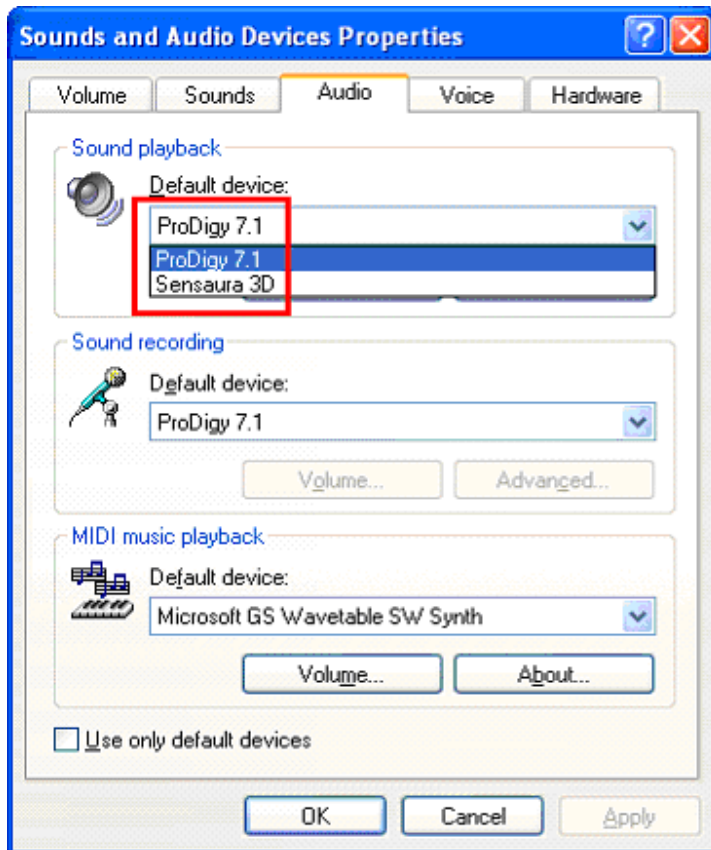 Sounds and Audio Devices Properties
Volume Sounds Audio Voice Hardware
Sound playback
Default device:
ProDigy 7.1
ProDigy 7.1
Sensaura 3D
Sound recording
Default device:
ProDigy 7.1
Volume... Advanced...
MIDI music playback
Default device:
Microsoft GS Wavetable SW Synth
Volume... About...
Use only default devices
OK Cancel Apply